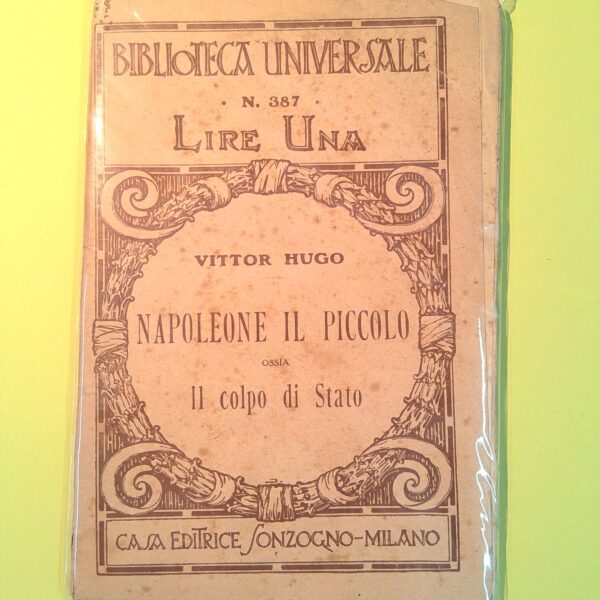 BIBLIOTECA UNIVERSALE
· N. 387 ·
LIRE UNA
VITTOR HUGO
NAPOLEONE IL PICCOLO
OSSIA
Il colpo di Stato
CASA EDITRICE SONZOGNO-MILANO